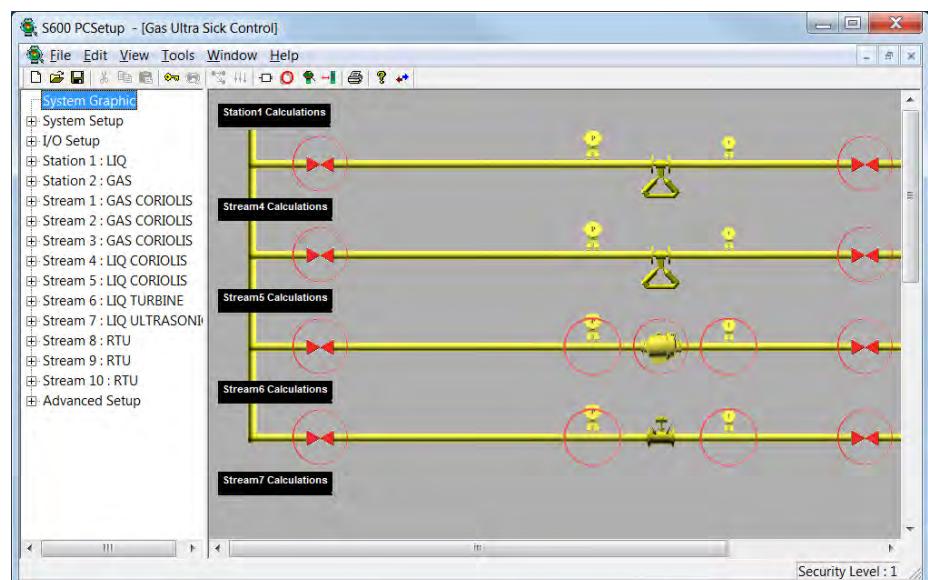 S600 PCSetup - [Gas Ultra Sick Control]
File Edit View Tools Window Help
System Graphic
System Setup
I/O Setup
Station 1 : LIQ
Station 2 : GAS
Stream 1 : GAS CORIOLIS
Stream 2 : GAS CORIOLIS
Stream 3 : GAS CORIOLIS
Stream 4 : LIQ CORIOLIS
Stream 5 : LIQ CORIOLIS
Stream 6 : LIQ TURBINE
Stream 7 : LIQ ULTRASONI
Stream 8 : RTU
Stream 9 : RTU
Stream 10 : RTU
Advanced Setup
Station1 Calculations
P
Stream4 Calculations
P
Stream5 Calculations
P
Stream6 Calculations
P
Stream7 Calculations
Security Level : 1